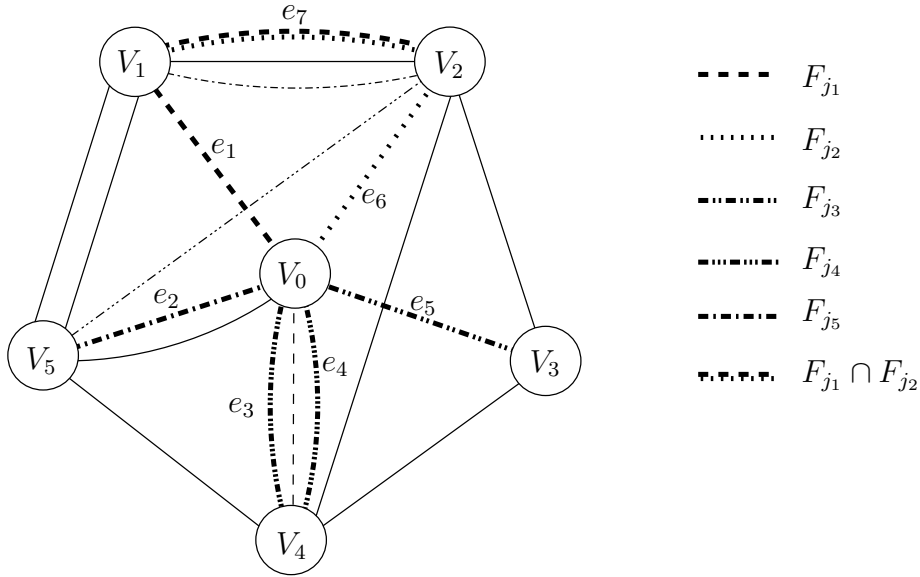 e₇
V₁
V₂
e₁
e₆
V₀
e₂
e₅
V₅
V₃
e₄
e₃
V₄
F_{j₁}
F_{j₂}
F_{j₃}
F_{j₄}
F_{j₅}
F_{j₁} ∩ F_{j₂}